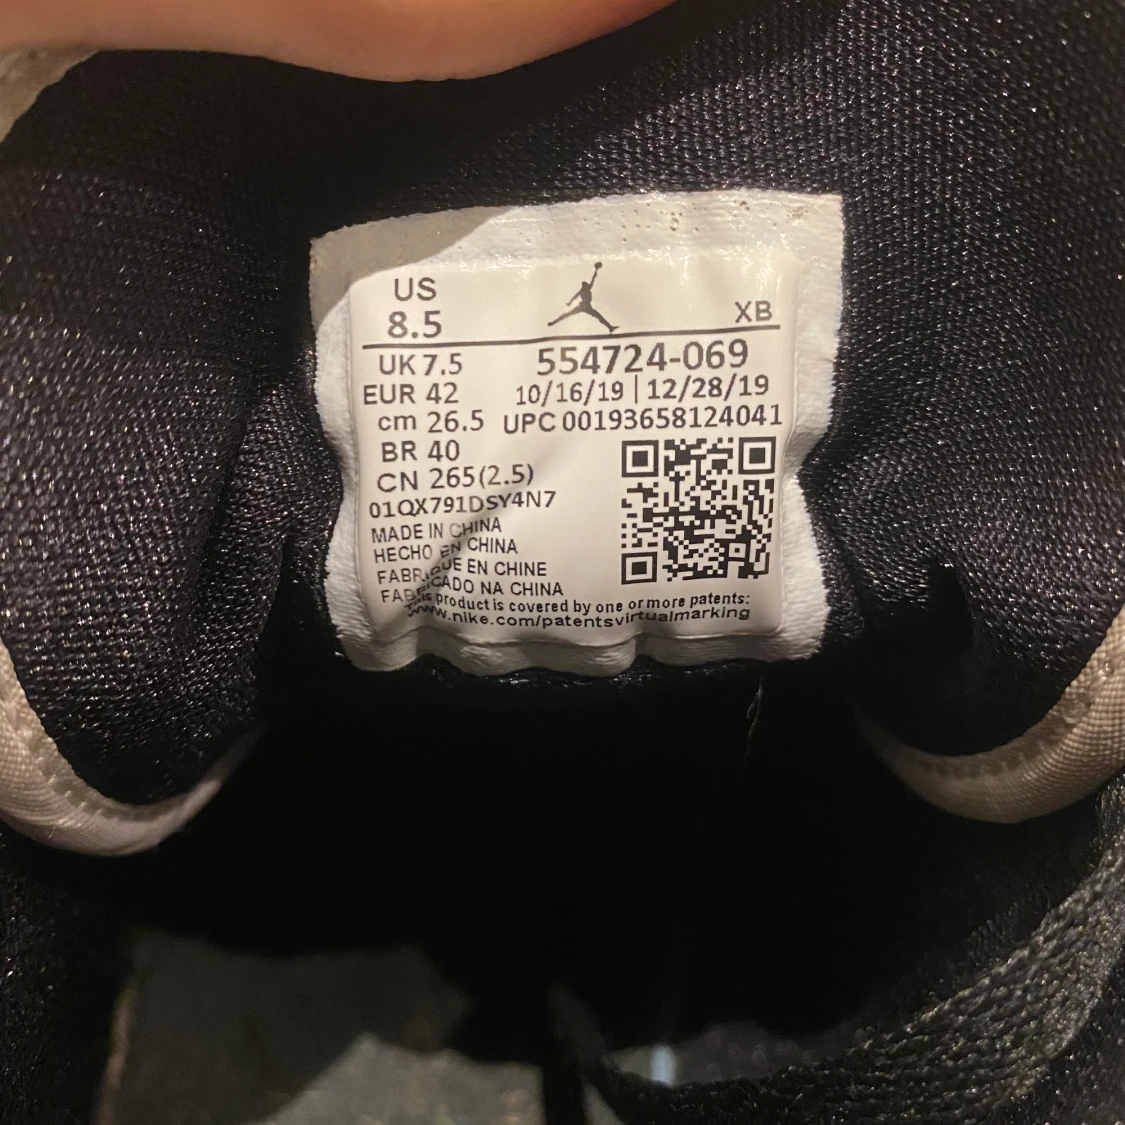 US
8.5
XB
UK 7.5
554724-069
EUR 42
10/16/19 | 12/28/19
cm 26.5
UPC 00193658124041
BR 40
CN 265(2.5)
01QX791DSY4N7
MADE IN CHINA
HECHO EN CHINA
FABRIQUE EN CHINE
FABRICADO NA CHINA
This product is covered by one or more patents:
www.nike.com/patentsvirtualmarking